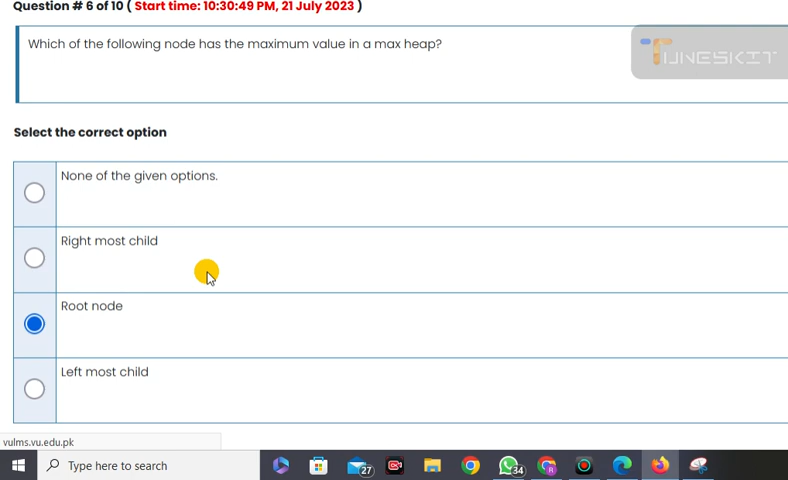 Question # 6 of 10 ( Start time: 10:30:49 PM, 21 July 2023 )
Which of the following node has the maximum value in a max heap?
TUNESKIT
Select the correct option
None of the given options.
Right most child
Root node
Left most child
vulms.vu.edu.pk
Type here to search
27
34
R